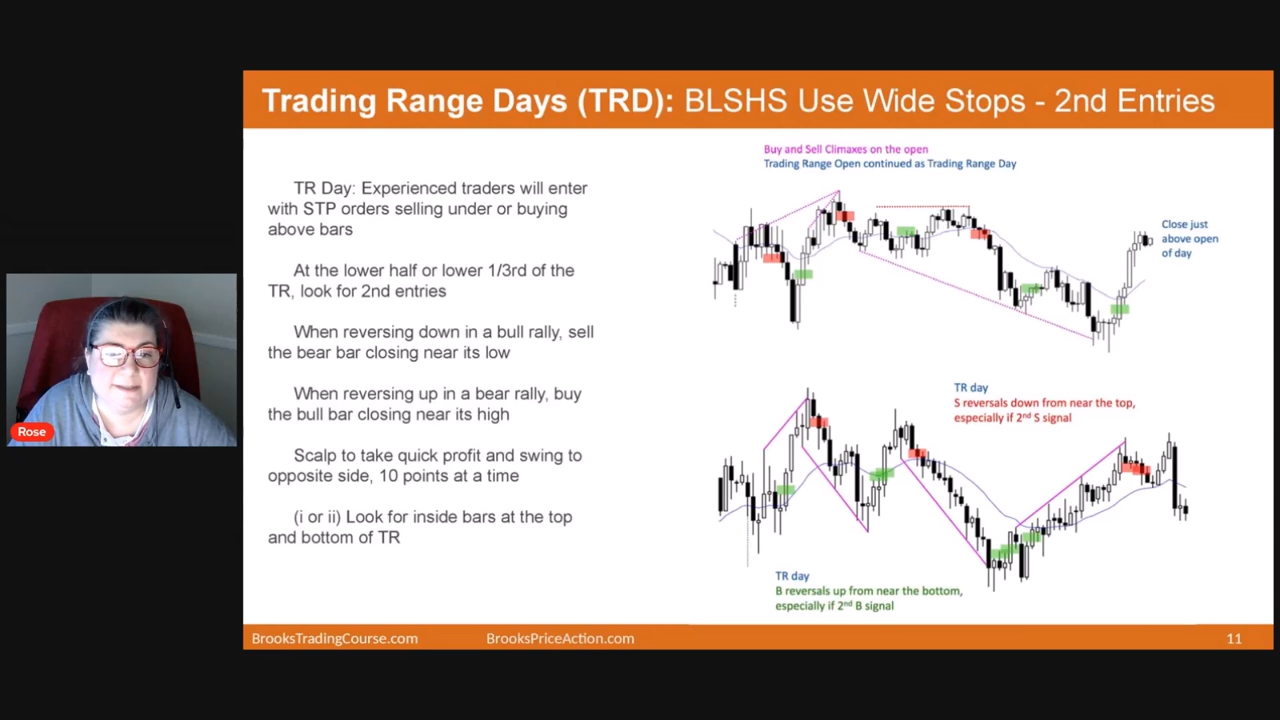 Trading Range Days (TRD): BLSHS Use Wide Stops - 2nd Entries
TR Day: Experienced traders will enter
with STP orders selling under or buying
above bars
At the lower half or lower 1/3rd of the
TR, look for 2nd entries
When reversing down in a bull rally, sell
the bear bar closing near its low
When reversing up in a bear rally, buy
the bull bar closing near its high
Scalp to take quick profit and swing to
opposite side, 10 points at a time
(i or ii) Look for inside bars at the top
and bottom of TR
Buy and Sell Climaxes on the open
Trading Range Open continued as Trading Range Day
Close just
above open
of day
TR day
S reversals down from near the top,
especially if 2nd S signal
TR day
B reversals up from near the bottom,
especially if 2nd B signal
Rose
BrooksTradingCourse.com
BrooksPriceAction.com
11